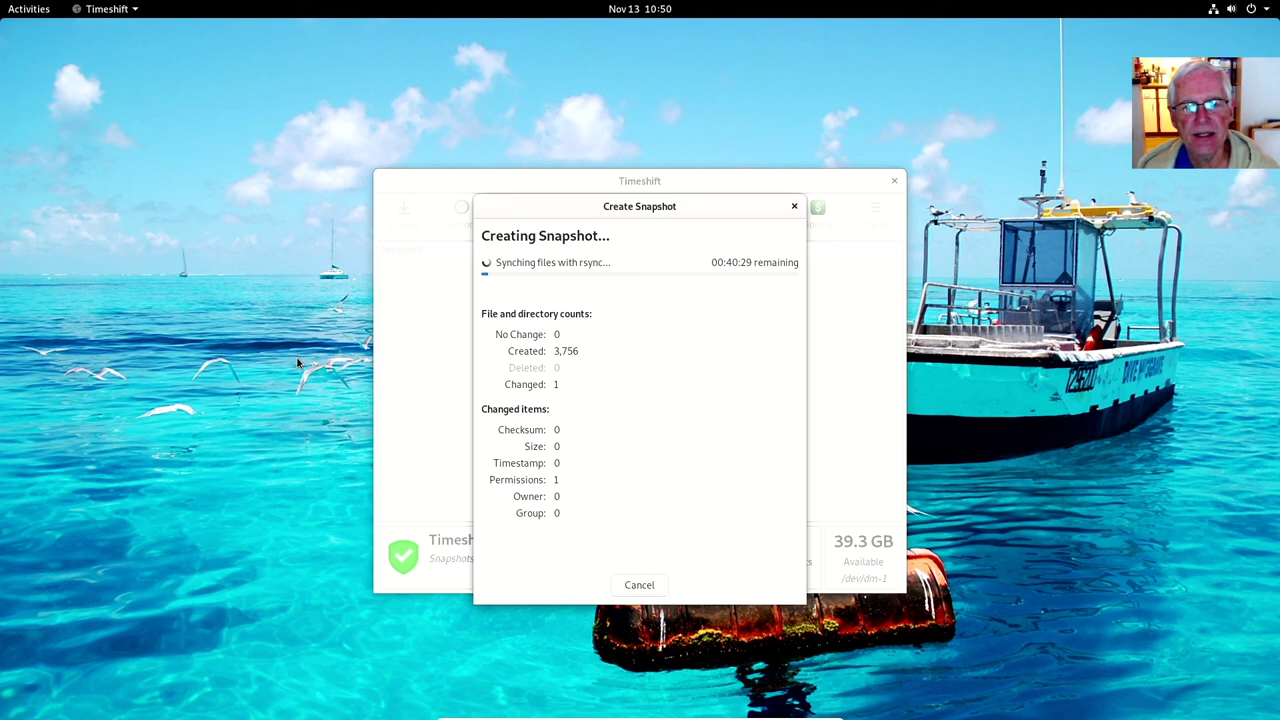 Activities
Timeshift
Nov 13 10:50
Timeshift
Create Snapshot
Creating Snapshot...
Synching files with rsync...
00:40:29 remaining
File and directory counts:
No Change: 0
Created: 3,756
Deleted: 0
Changed: 1
Changed items:
Checksum: 0
Size: 0
Timestamp: 0
Permissions: 1
Owner: 0
Group: 0
Cancel
Timesh
Snapshots
ts
39.3 GB
Available
/dev/dm-1
DIVE